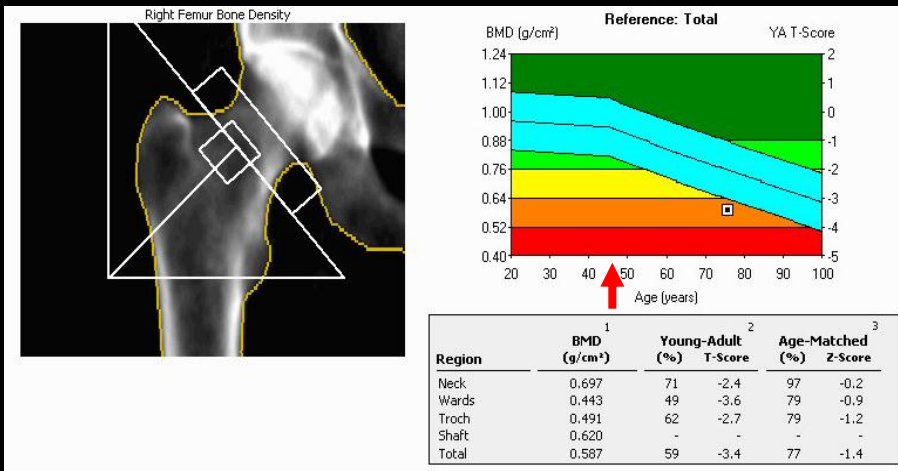 Right Femur Bone Density
Reference: Total
BMD (g/cm²) YA T-Score
1.24 2
1.12 1
1.00 0
0.88 -1
0.76 -2
0.64 -3
0.52 -4
0.40 -5
20 30 40 50 60 70 80 90 100
Age (years)
1 2 3
BMD Young-Adult Age-Matched
Region (g/cm²) (%) T-Score (%) Z-Score
Neck 0.697 71 -2.4 97 -0.2
Wards 0.443 49 -3.6 79 -0.9
Troch 0.491 62 -2.7 79 -1.2
Shaft 0.620 - - - -
Total 0.587 59 -3.4 77 -1.4